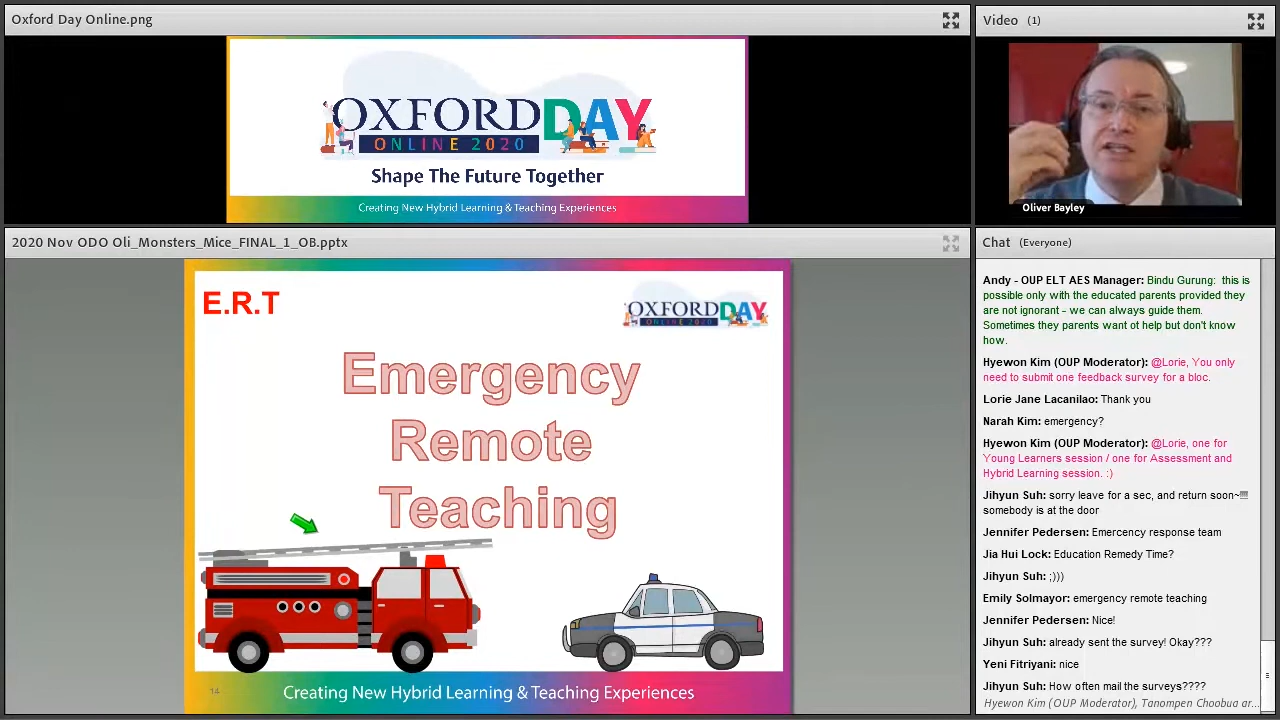 Oxford Day Online.png
OXFORD DAY
ONLINE 2020
Shape The Future Together
Creating New Hybrid Learning & Teaching Experiences
Video (1)
Oliver Bayley
2020 Nov ODO Oli_Monsters_Mice_FINAL_1_OB.pptx
E.R.T
OXFORD DAY
ONLINE 2020
Emergency
Remote
Teaching
14
Creating New Hybrid Learning & Teaching Experiences
Chat (Everyone)
Andy - OUP ELT AES Manager: Bindu Gurung: this is
possible only with the educated parents provided they
are not ignorant - we can always guide them.
Sometimes they parents want ot help but don't know
how.
Hyewon Kim (OUP Moderator): @Lorie, You only
need to submit one feedback survey for a bloc.
Lorie Jane Lacanilao: Thank you
Narah Kim: emergency?
Hyewon Kim (OUP Moderator): @Lorie, one for
Young Learners session / one for Assessment and
Hybrid Learning session. :)
Jihyun Suh: sorry leave for a sec, and return soon~!!!!
somebody is at the door
Jennifer Pedersen: Emercency response team
Jia Hui Lock: Education Remedy Time?
Jihyun Suh: ;)))
Emily Solmayor: emergency remote teaching
Jennifer Pedersen: Nice!
Jihyun Suh: already sent the survey! Okay???
Yeni Fitriyani: nice
Jihyun Suh: How often mail the surveys????
Hyewon Kim (OUP Moderator), Tanompen Choobua ar...